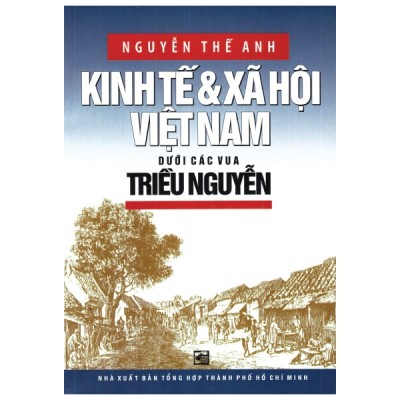 NGUYỄN THẾ ANH
KINH TẾ & XÃ HỘI
VIỆT NAM
DƯỚI CÁC VUA
TRIỀU NGUYỄN
NHÀ XUẤT BẢN TỔNG HỢP THÀNH PHỐ HỒ CHÍ MINH